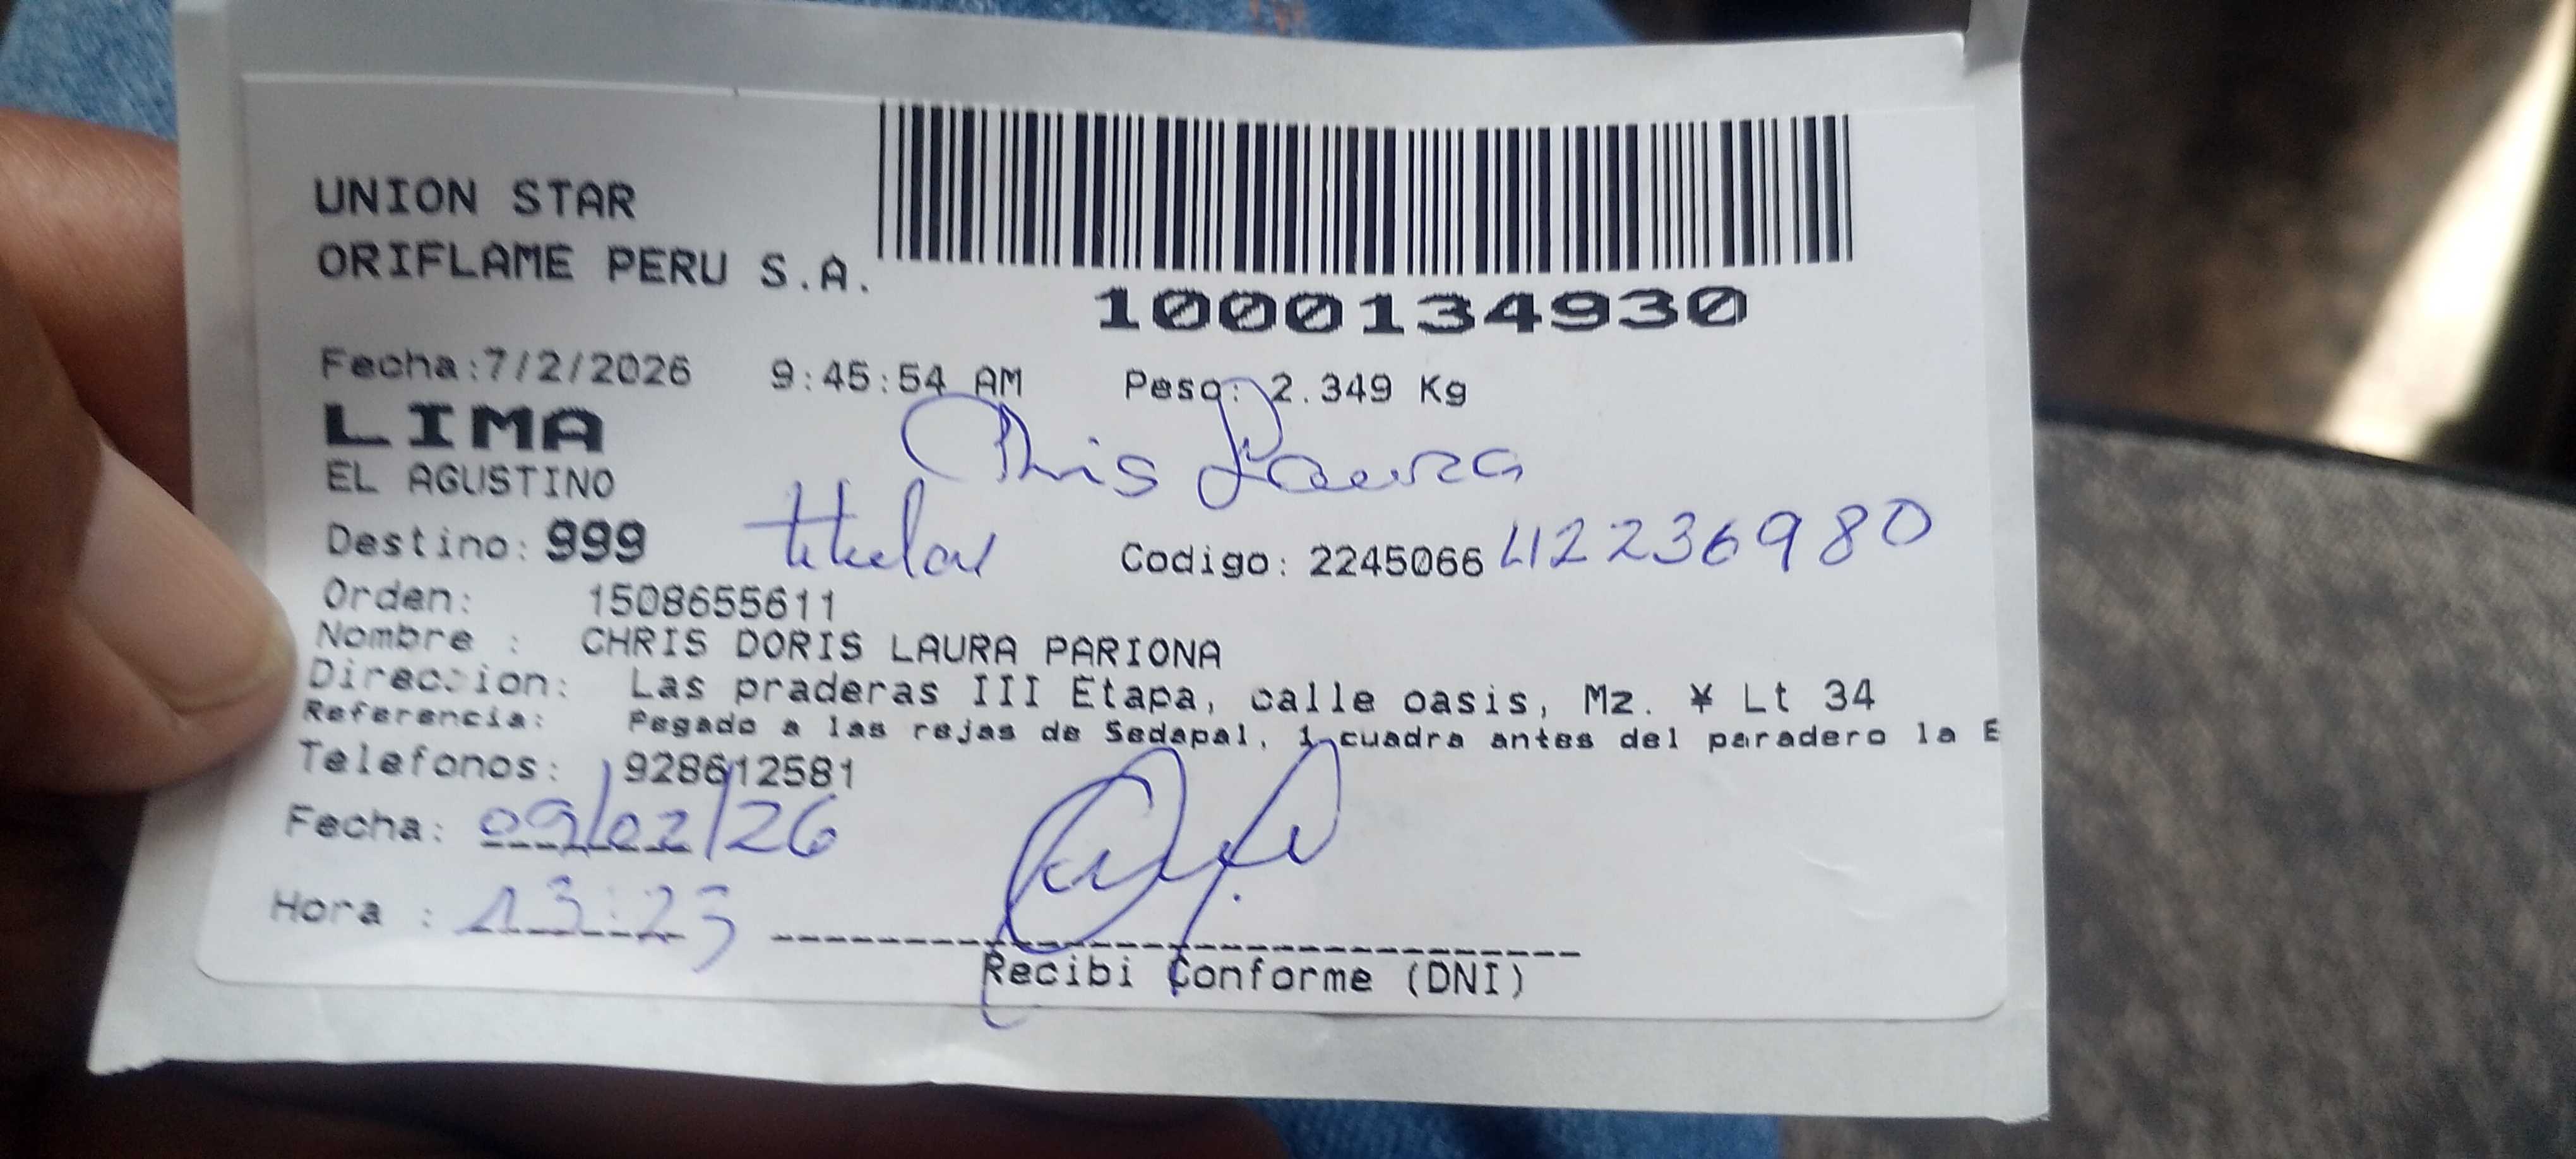 UNION STAR
ORIFLAME PERU S.A.
1000134930
Fecha:7/2/2026 9:45:54 AM Peso: 2.349 Kg
LIMA
Chris Laura
EL AGUSTINO
titular
Destino: 999 Codigo: 2245066 42236980
Orden: 1508655611
Nombre : CHRIS DORIS LAURA PARIONA
Direccion: Las praderas III Etapa, calle oasis, Mz. ¥ Lt 34
Referencia: Pegado a las rejas de Sedapal, 1 cuadra antes del paradero la E
Telefonos: 928612581
Fecha: 09/02/26
Hora : 13:23
Recibi Conforme (DNI)